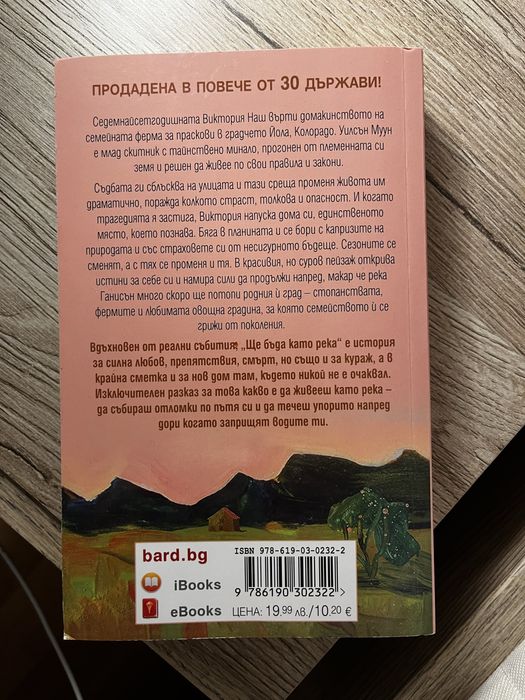 ПРОДАДЕНА В ПОВЕЧЕ ОТ 30 ДЪРЖАВИ!
Седемнайсетгодишната Виктория Наш върти домакинството на
семейната ферма за праскови в градчето Йола, Колорадо. Уилсън Муун
е млад скитник с тайнствено минало, прогонен от племенната си
земя и решен да живее по свои правила и закони.
Съдбата ги сблъсква на улицата и тази среща променя живота им
драматично, поражда колкото страст, толкова и опасност. И когато
трагедията я застига, Виктория напуска дома си, единственото
място, което познава. Бяга в планината и се бори с капризите на
природата и със страховете си от несигурното бъдеще. Сезоните се
сменят, а с тях се променя и тя. В красивия, но суров пейзаж открива
истини за себе си и намира сили да продължи напред, макар че река
Ганисън много скоро ще потопи родния ѝ град – стопанствата,
фермите и любимата овощна градина, за която семейството ѝ се
грижи от поколения.
Вдъхновен от реални събития, „Ще бъда като река“ е история
за силна любов, препятствия, смърт, но също и за кураж, а в
крайна сметка и за нов дом там, където никой не е очаквал.
Изключителен разказ за това какво е да живееш като река –
да събираш отломки по пътя си и да течеш упорито напред
дори когато заприщят водите ти.
bard.bg
iBooks
eBooks
ISBN 978-619-03-0232-2
9 786190 302322 >
ЦЕНА: 19,99 лв./10,20 €